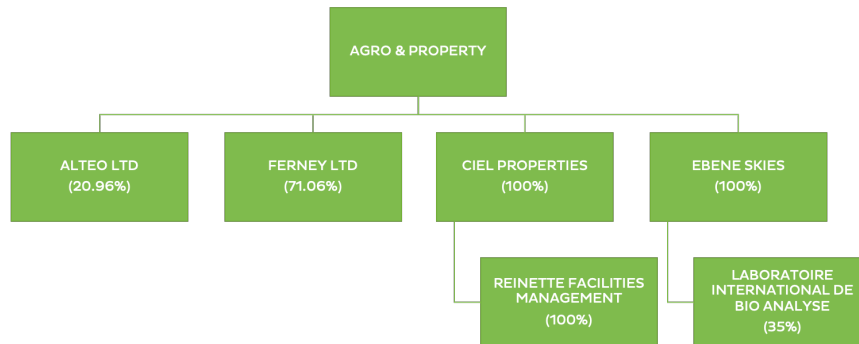 AGRO & PROPERTY
ALTEO LTD
(20.96%)
FERNEY LTD
(71.06%)
CIEL PROPERTIES
(100%)
EBENE SKIES
(100%)
REINETTE FACILITIES
MANAGEMENT
(100%)
LABORATOIRE
INTERNATIONAL DE
BIO ANALYSE
(35%)